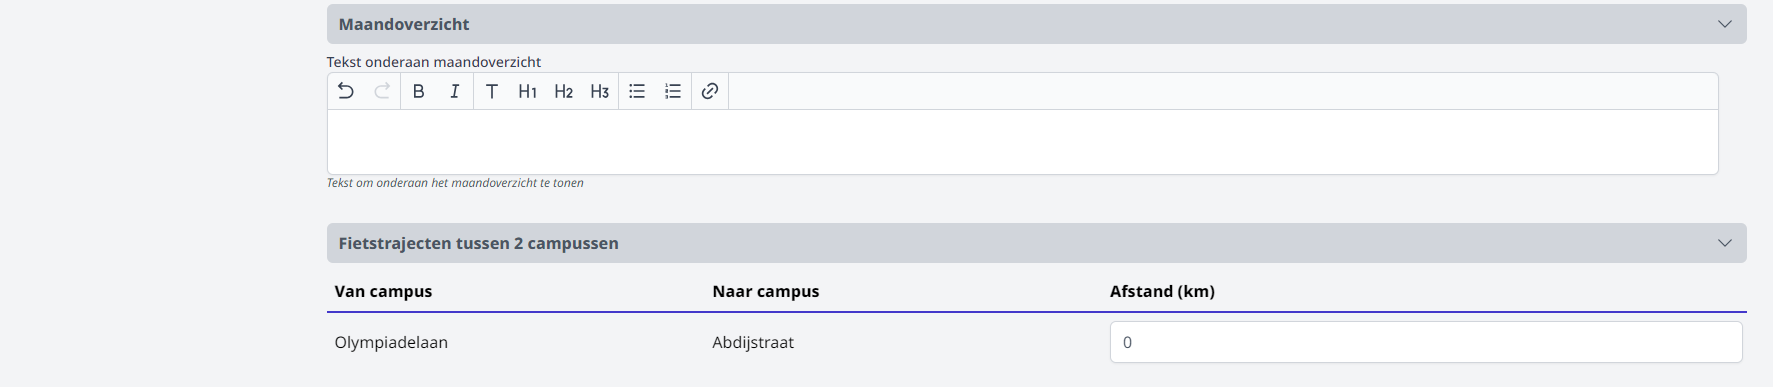 Maandoverzicht
Tekst onderaan maandoverzicht
B I T H1 H2 H3
Tekst om onderaan het maandoverzicht te tonen
Fietstrajecten tussen 2 campussen
Van campus Naar campus Afstand (km)
Olympiadelaan Abdijstraat 0